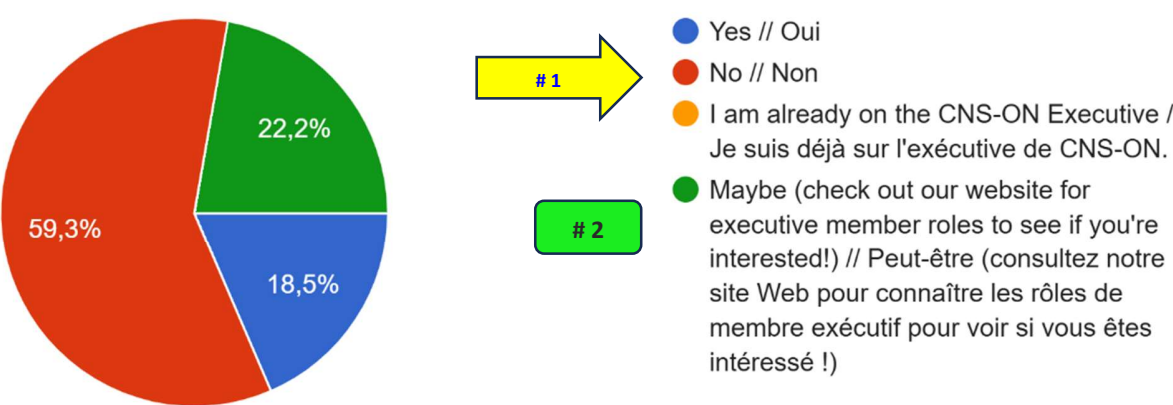 22,2%
59,3%
18,5%
# 1
# 2
Yes // Oui
No // Non
I am already on the CNS-ON Executive /
Je suis déjà sur l'exécutive de CNS-ON.
Maybe (check out our website for
executive member roles to see if you're
interested!) // Peut-être (consultez notre
site Web pour connaître les rôles de
membre exécutif pour voir si vous êtes
intéressé !)